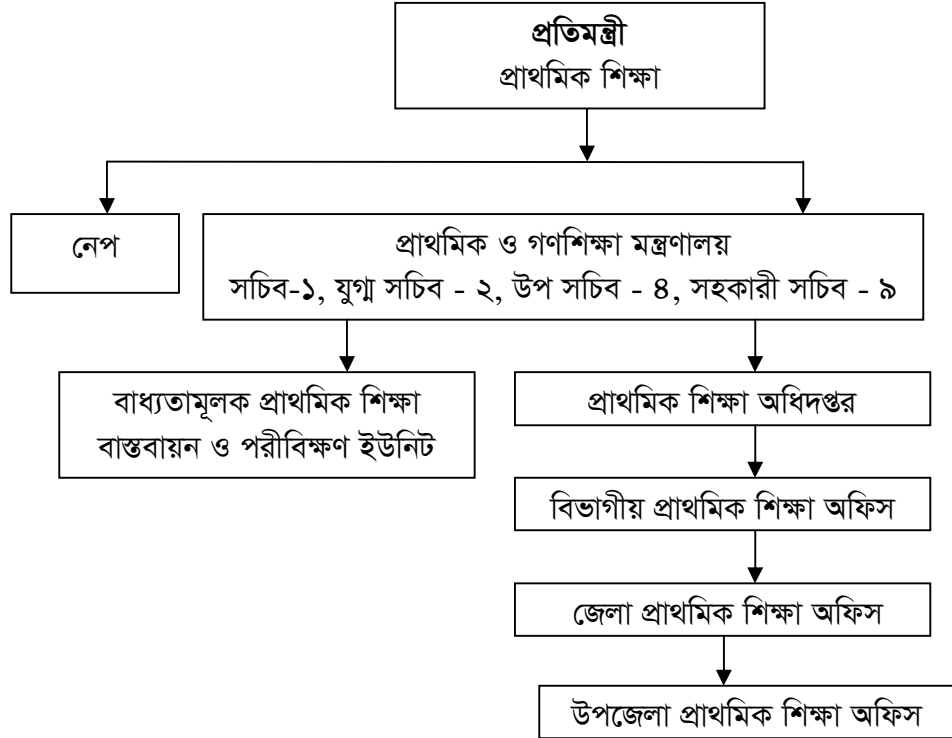 প্রতিমন্ত্রী
প্রাথমিক শিক্ষা
নেপ
প্রাথমিক ও গণশিক্ষা মন্ত্রণালয়
সচিব-১, যুগ্ম সচিব - ২, উপ সচিব - ৪, সহকারী সচিব - ৯
বাধ্যতামূলক প্রাথমিক শিক্ষা
বাস্তবায়ন ও পরীবিক্ষণ ইউনিট
প্রাথমিক শিক্ষা অধিদপ্তর
বিভাগীয় প্রাথমিক শিক্ষা অফিস
জেলা প্রাথমিক শিক্ষা অফিস
উপজেলা প্রাথমিক শিক্ষা অফিস